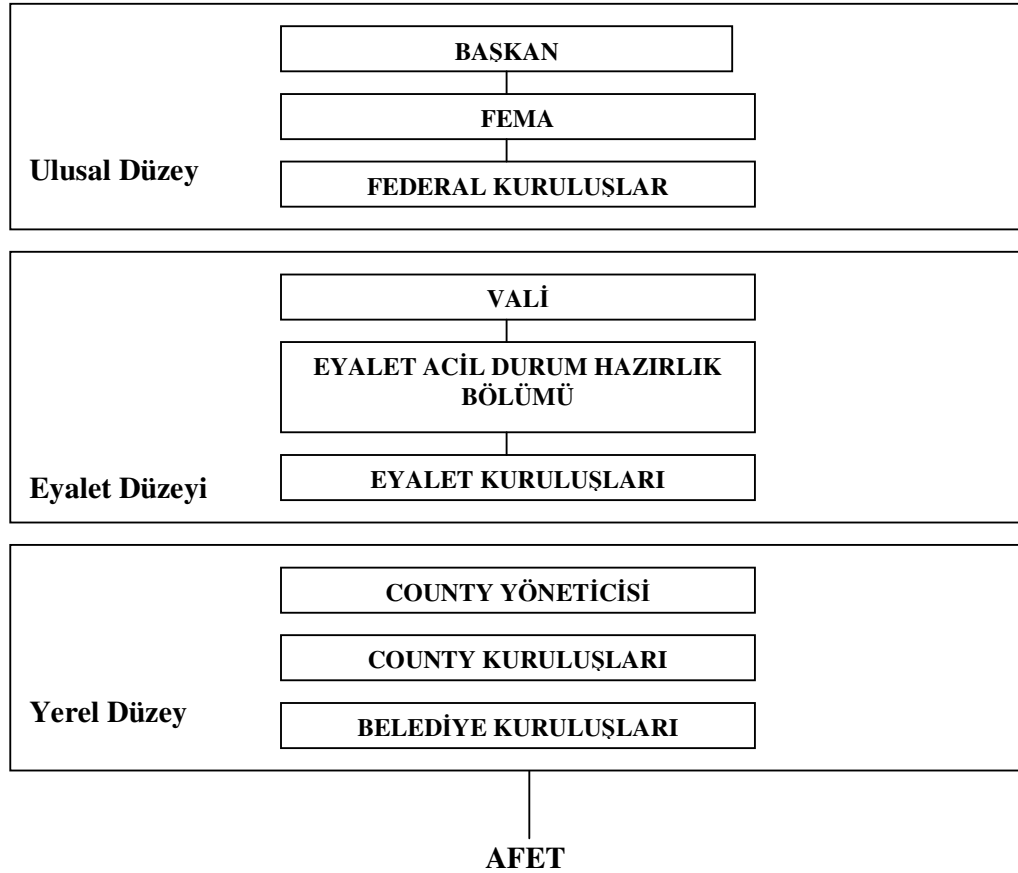 BAŞKAN
FEMA
Ulusal Düzey
FEDERAL KURULUŞLAR
VALİ
EYALET ACİL DURUM HAZIRLIK
BÖLÜMÜ
EYALET KURULUŞLARI
Eyalet Düzeyi
COUNTY YÖNETİCİSİ
COUNTY KURULUŞLARI
Yerel Düzey
BELEDİYE KURULUŞLARI
AFET